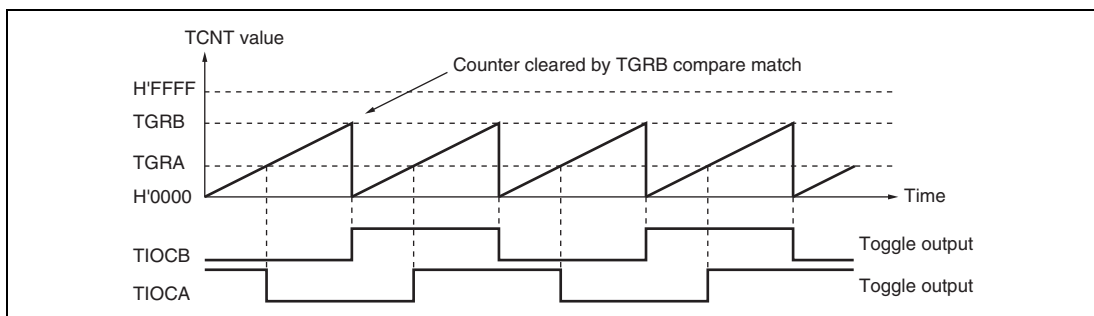 TCNT value
Counter cleared by TGRB compare match
H'FFFF
TGRB
TGRA
H'0000
Time
TIOCB
Toggle output
TIOCA
Toggle output